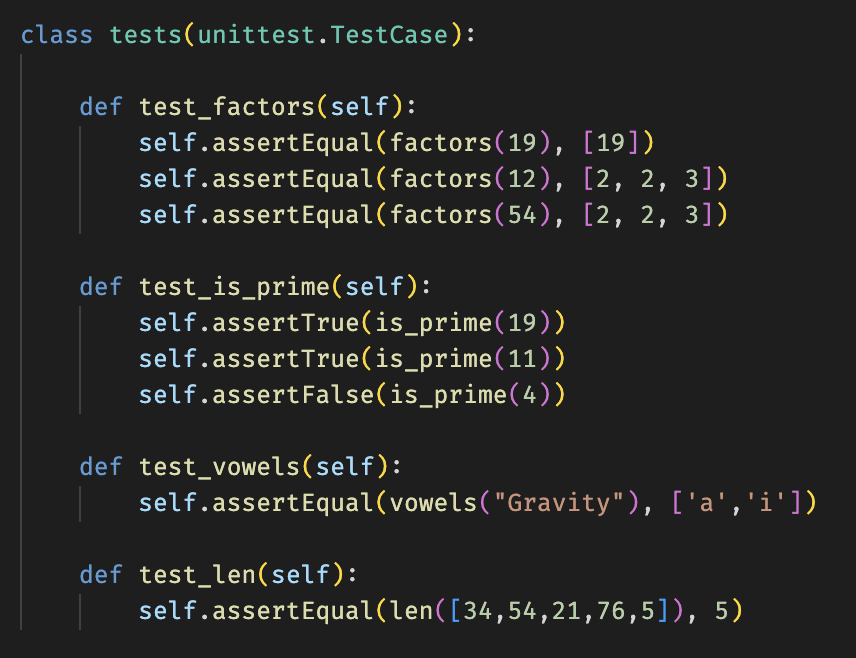 class tests(unittest.TestCase):
def test_factors(self):
self.assertEqual(factors(19), [19])
self.assertEqual(factors(12), [2, 2, 3])
self.assertEqual(factors(54), [2, 2, 3])
def test_is_prime(self):
self.assertTrue(is_prime(19))
self.assertTrue(is_prime(11))
self.assertFalse(is_prime(4))
def test_vowels(self):
self.assertEqual(vowels("Gravity"), ['a','i'])
def test_len(self):
self.assertEqual(len([34,54,21,76,5]), 5)